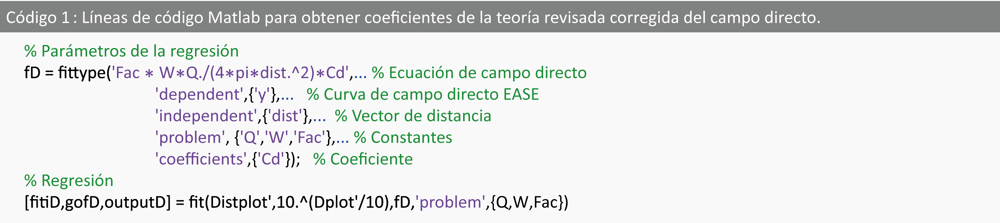 Código 1 : Líneas de código Matlab para obtener coeficientes de la teoría revisada corregida del campo directo.
% Parámetros de la regresión
fD = fittype('Fac * W*Q./(4*pi*dist.^2)*Cd',... % Ecuación de campo directo
'dependent',{'y'},... % Curva de campo directo EASE
'independent',{'dist'},... % Vector de distancia
'problem', {'Q','W','Fac'},... % Constantes
'coefficients',{'Cd'}); % Coeficiente
% Regresión
[fitiD,gofD,outputD] = fit(Distplot',10.^(Dplot'/10),fD,'problem',{Q,W,Fac})